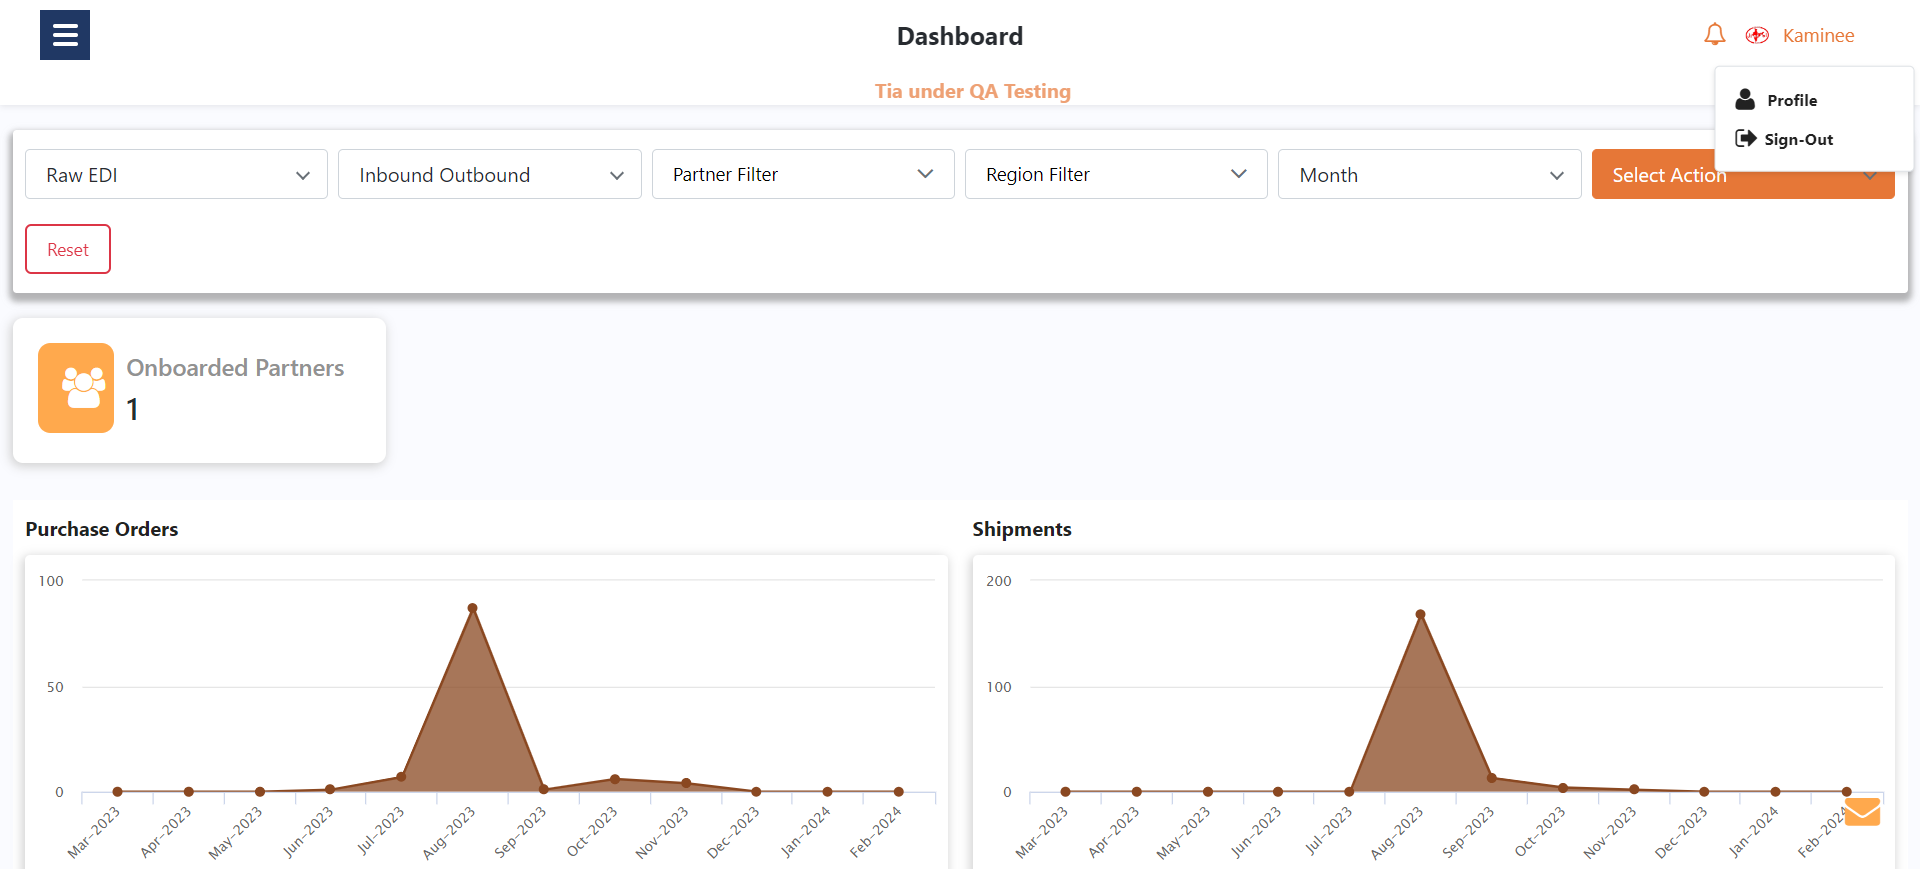 Dashboard
Kaminee
Tia under QA Testing
Profile
Sign-Out
Raw EDI
Inbound Outbound
Partner Filter
Region Filter
Month
Select Action
Reset
Onboarded Partners
1
Purchase Orders
100
50
0
Mar-2023
Apr-2023
May-2023
Jun-2023
Jul-2023
Aug-2023
Sep-2023
Oct-2023
Nov-2023
Dec-2023
Jan-2024
Feb-2024
Shipments
200
100
0
Mar-2023
Apr-2023
May-2023
Jun-2023
Jul-2023
Aug-2023
Sep-2023
Oct-2023
Nov-2023
Dec-2023
Jan-2024
Feb-2024